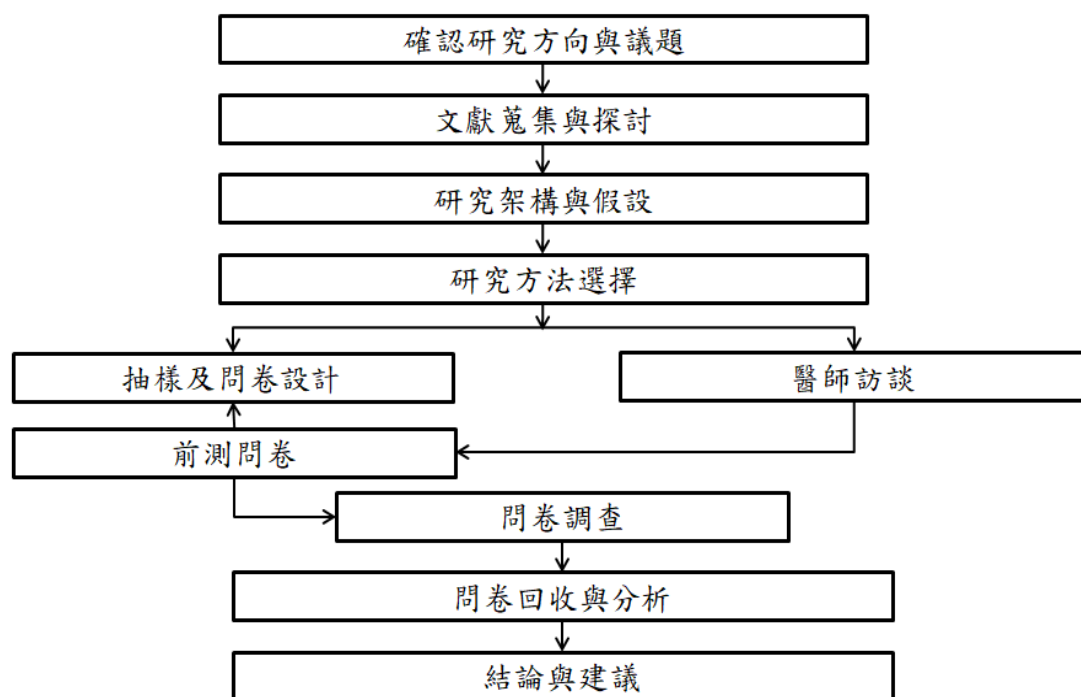 確認研究方向與議題
文獻蒐集與探討
研究架構與假設
研究方法選擇
抽樣及問卷設計
醫師訪談
前測問卷
問卷調查
問卷回收與分析
結論與建議